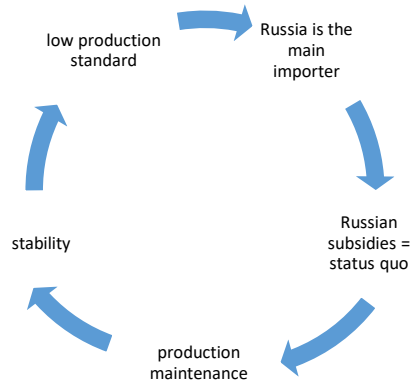 low production
standard
Russia is the
main
importer
Russian
subsidies =
status quo
production
maintenance
stability